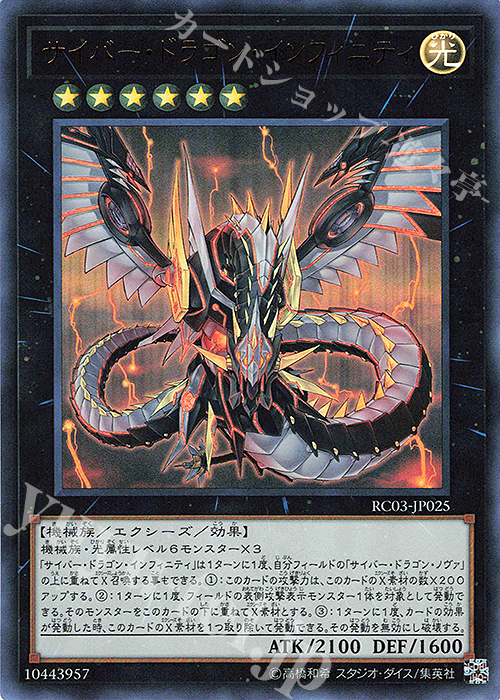 サイバー・ドラゴン・インフィニティ
光
RC03-JP025
【機械族/エクシーズ/効果】
機械族・光属性レベル6モンスター×3
「サイバー・ドラゴン・インフィニティ」は1ターンに1度、自分フィールドの「サイバー・ドラゴン・ノヴァ」
の上に重ねてX召喚する事もできる。①:このカードの攻撃力は、このカードのX素材の数×200
アップする。②:1ターンに1度、フィールドの表側攻撃表示モンスター1体を対象として発動で
きる。そのモンスターをこのカードの下に重ねてX素材とする。③:1ターンに1度、カードの効果
が発動した時、このカードのX素材を1つ取り除いて発動できる。その発動を無効にし破壊する。
ATK/2100 DEF/1600
10443957
©高橋和希 スタジオ・ダイス/集英社